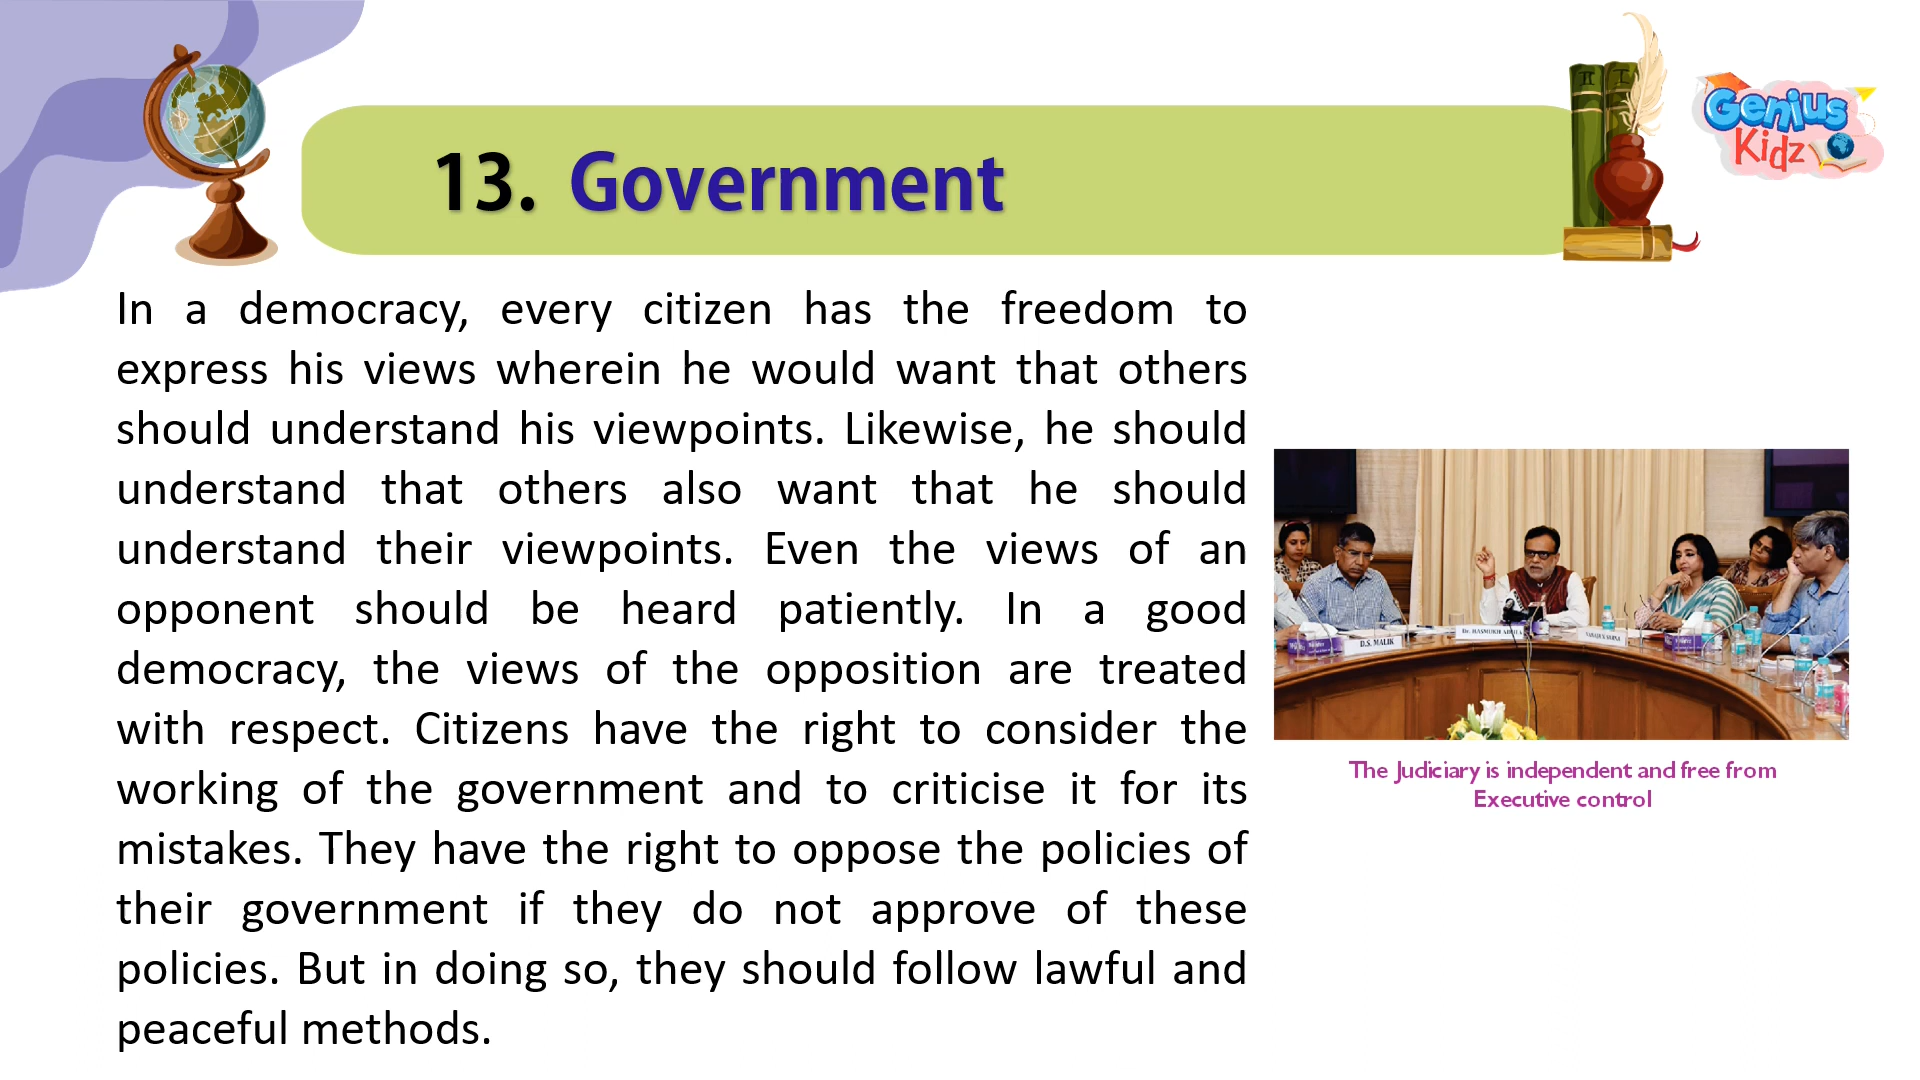 Genius
Kidz
13. Government
In a democracy, every citizen has the freedom to
express his views wherein he would want that others
should understand his viewpoints. Likewise, he should
understand that others also want that he should
understand their viewpoints. Even the views of an
opponent should be heard patiently. In a good
democracy, the views of the opposition are treated
with respect. Citizens have the right to consider the
working of the government and to criticise it for its
mistakes. They have the right to oppose the policies of
their government if they do not approve of these
policies. But in doing so, they should follow lawful and
peaceful methods.
D.S. MALIK
Dr. HASMUKH ADHIA
The Judiciary is independent and free from
Executive control